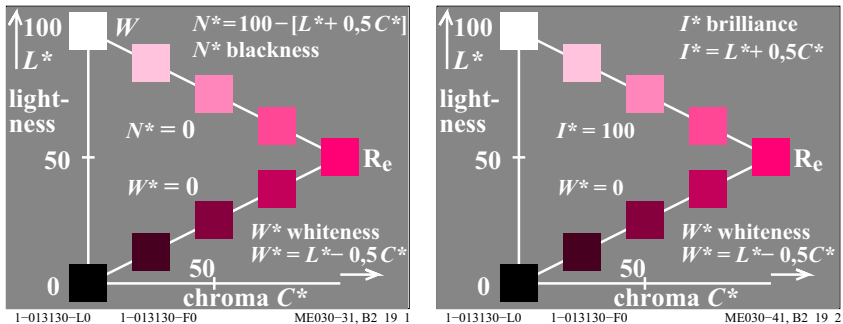 100 W N* = 100 – [L* + 0,5 C*]
L* N* blackness
light-
ness
N* = 0
50 Re
W* = 0
W* whiteness
W* = L* – 0,5 C*
0 50
chroma C*
1–013130–L0 1–013130–F0 ME030–31, B2 19 1
100 W I* brilliance
L* I* = L* + 0,5 C*
light-
ness
I* = 100
50 Re
W* = 0
W* whiteness
W* = L* – 0,5 C*
0 50
chroma C*
1–013130–L0 1–013130–F0 ME030–41, B2 19 2